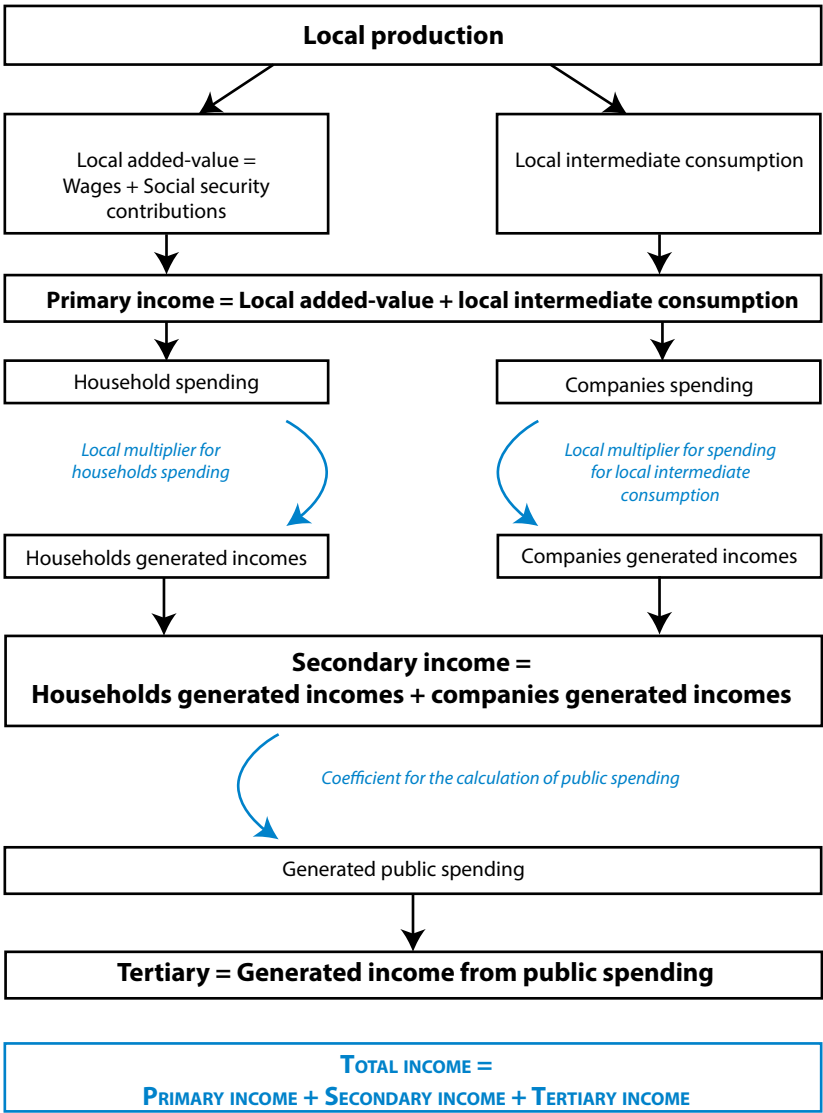 Local production
Local added-value =
Wages + Social security
contributions
Local intermediate consumption
Primary income = Local added-value + local intermediate consumption
Household spending
Companies spending
Local multiplier for
households spending
Local multiplier for spending
for local intermediate
consumption
Households generated incomes
Companies generated incomes
Secondary income =
Households generated incomes + companies generated incomes
Coefficient for the calculation of public spending
Generated public spending
Tertiary = Generated income from public spending
TOTAL INCOME =
PRIMARY INCOME + SECONDARY INCOME + TERTIARY INCOME